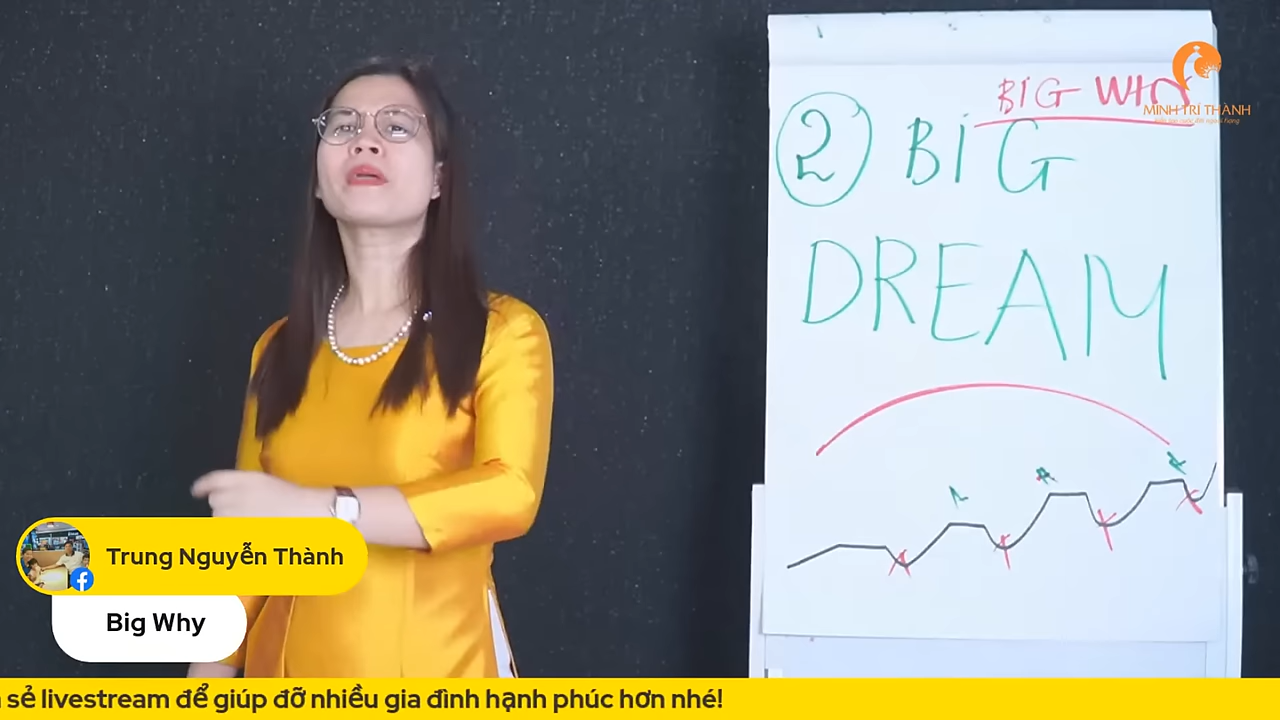 BIG WIN
MINH TRÍ THÀNH
2 BIG
DREAM
Trung Nguyễn Thành
Big Why
sẻ livestream để giúp đỡ nhiều gia đình hạnh phúc hơn nhé!